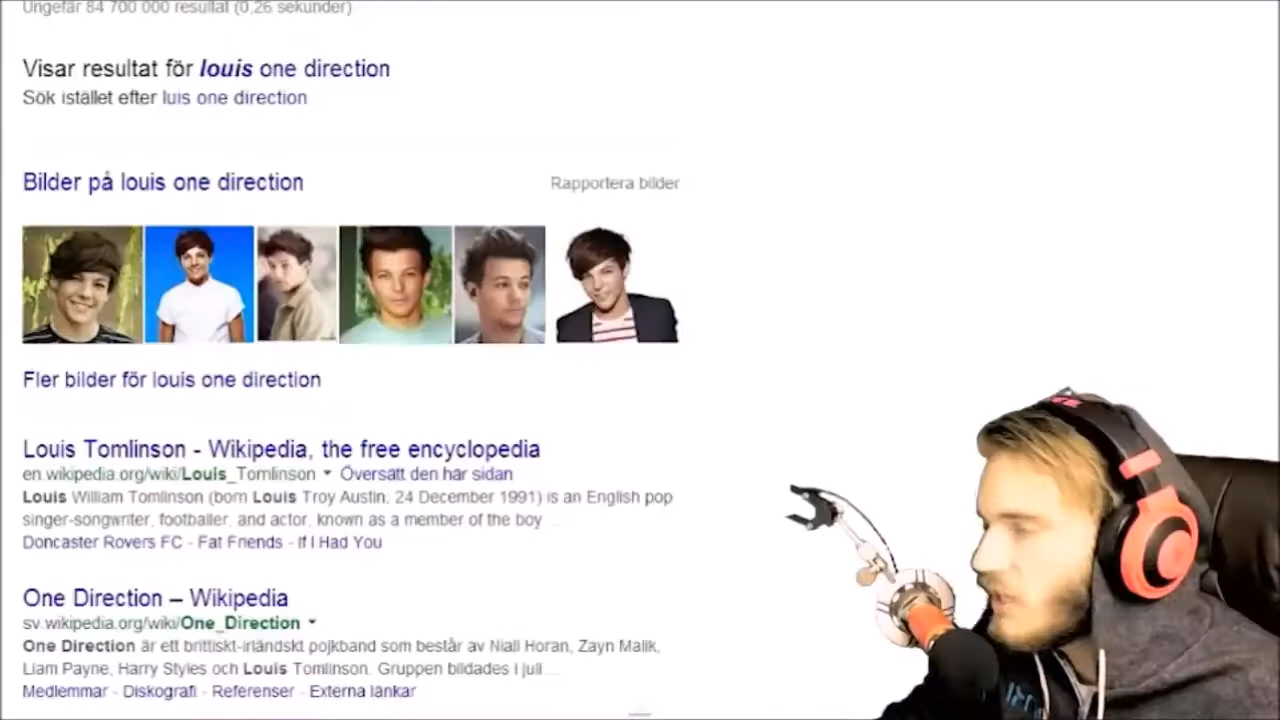 Ungefär 84 700 000 resultat (0,26 sekunder)
Visar resultat för louis one direction
Sök istället efter luis one direction
Bilder på louis one direction
Rapportera bilder
Fler bilder för louis one direction
Louis Tomlinson - Wikipedia, the free encyclopedia
en.wikipedia.org/wiki/Louis_Tomlinson ▼ Översätt den här sidan
Louis William Tomlinson (born Louis Troy Austin, 24 December 1991) is an English pop
singer-songwriter, footballer, and actor, known as a member of the boy ...
Doncaster Rovers FC - Fat Friends - If I Had You
One Direction – Wikipedia
sv.wikipedia.org/wiki/One_Direction ▼
One Direction är ett brittiskt-irländskt pojkband som består av Niall Horan, Zayn Malik,
Liam Payne, Harry Styles och Louis Tomlinson. Gruppen bildades i juli ...
Medlemmar - Diskografi - Referenser - Externa länkar